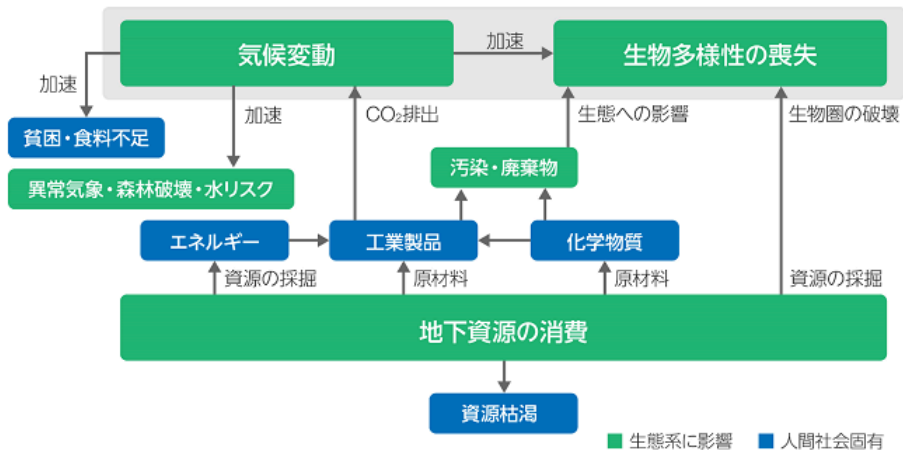 気候変動
加速
生物多様性の喪失
加速
加速
CO₂排出
生態への影響
生物圏の破壊
貧困・食料不足
汚染・廃棄物
異常気象・森林破壊・水リスク
エネルギー
工業製品
化学物質
資源の採掘
原材料
原材料
資源の採掘
地下資源の消費
資源枯渇
生態系に影響
人間社会固有